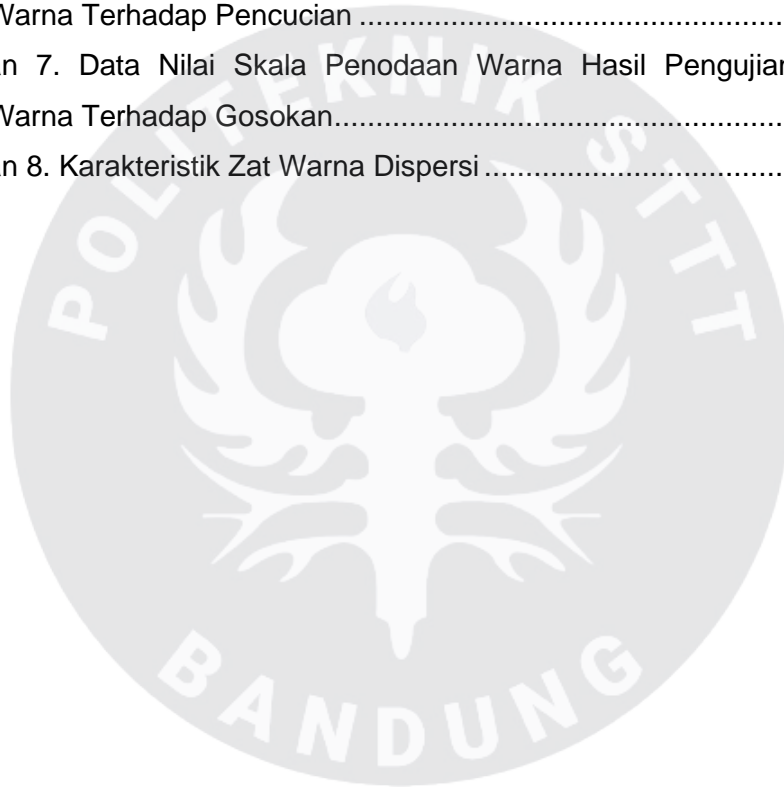 Warna Terhadap Pencucian ........................................................
an 7. Data Nilai Skala Penodaan Warna Hasil Pengujian
Warna Terhadap Gosokan...........................................................
an 8. Karakteristik Zat Warna Dispersi ........................................
POLITEKNIK STTT
BANDUNG